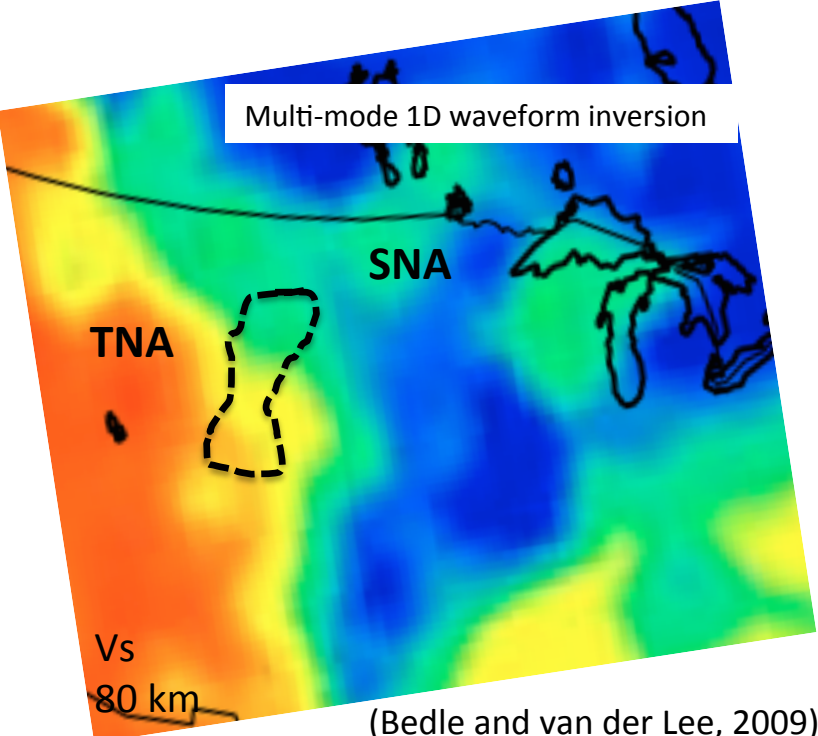 Multi-mode 1D waveform inversion
SNA
TNA
Vs
80 km
(Bedle and van der Lee, 2009)